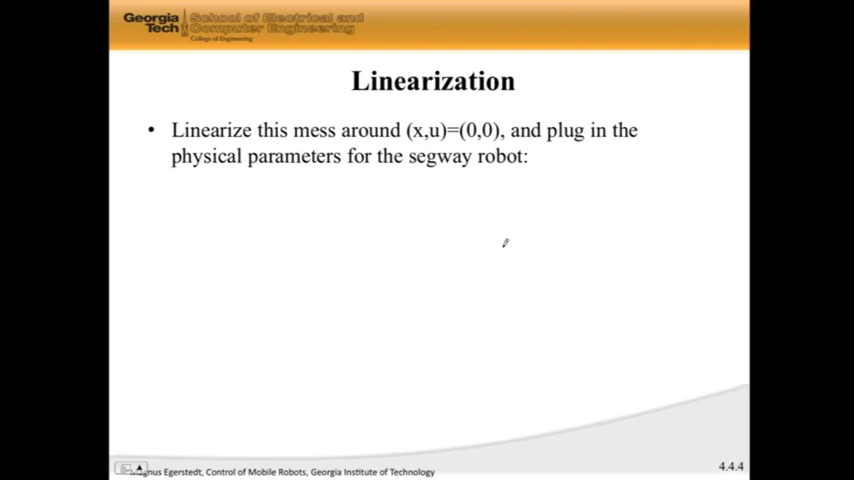 Georgia Tech
School of Electrical and Computer Engineering
College of Engineering
Linearization
• Linearize this mess around (x,u)=(0,0), and plug in the
physical parameters for the segway robot:
Egerstedt, Control of Mobile Robots, Georgia Institute of Technology
4.4.4